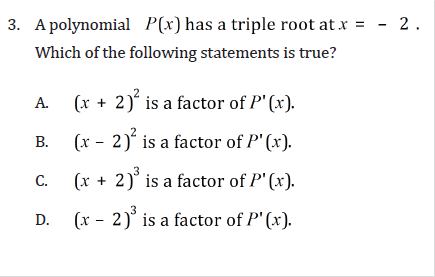 3. A polynomial P(x) has a triple root at x = - 2 .
Which of the following statements is true?
A. (x + 2)² is a factor of P'(x).
B. (x - 2)² is a factor of P'(x).
C. (x + 2)³ is a factor of P'(x).
D. (x - 2)³ is a factor of P'(x).